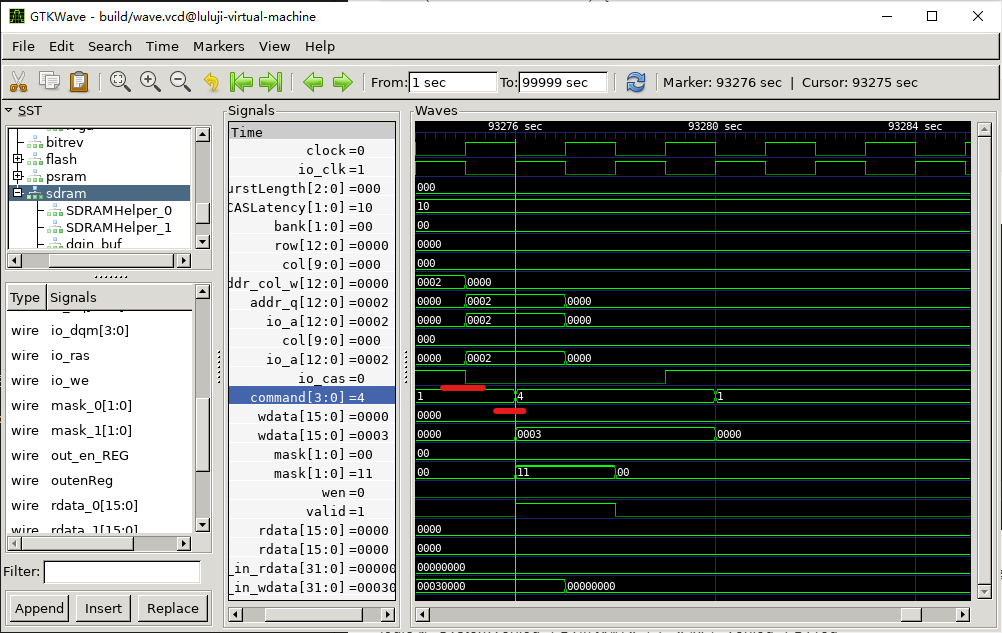 GTKWave - build/wave.vcd@luluji-virtual-machine
File Edit Search Time Markers View Help
From: 1 sec To: 99999 sec Marker: 93276 sec | Cursor: 93275 sec
SST
bitrev
flash
psram
sdram
SDRAMHelper_0
SDRAMHelper_1
dqin_buf
Type Signals
wire io_dqm[3:0]
wire io_ras
wire io_we
wire mask_0[1:0]
wire mask_1[1:0]
wire out_en_REG
wire outenReg
wire rdata_0[15:0]
wire rdata_1[15:0]
Filter:
Append Insert Replace
Signals
Time
clock=0
io_clk=1
urstLength[2:0]=000
CASLatency[1:0]=10
bank[1:0]=00
row[12:0]=0000
col[9:0]=000
ddr_col_w[12:0]=0000
addr_q[12:0]=0002
io_a[12:0]=0002
col[9:0]=000
io_a[12:0]=0002
io_cas=0
command[3:0]=4
wdata[15:0]=0000
wdata[15:0]=0003
mask[1:0]=00
mask[1:0]=11
wen=0
valid=1
rdata[15:0]=0000
rdata[15:0]=0000
_in_rdata[31:0]=00000
_in_wdata[31:0]=00030
Waves
93276 sec 93280 sec 93284 sec
000
10
00
0000
000
0002 0000
0000 0002 0000
0000 0002 0000
000
0000 0002 0000
1 4 1
0000
0000 0003 0000
00
00 11 00
0000
0000
00000000
00030000 00000000